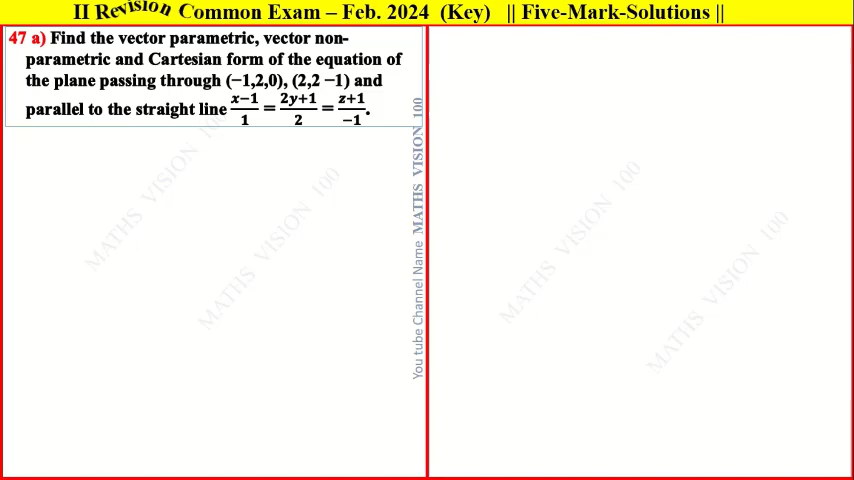 II Revision Common Exam – Feb. 2024 (Key) || Five-Mark-Solutions ||
47 a) Find the vector parametric, vector non-
parametric and Cartesian form of the equation of
the plane passing through (−1,2,0), (2,2 −1) and
parallel to the straight line x−1/1 = 2y+1/2 = z+1/−1.
You tube Channel Name MATHS VISION 100
MATHS VISION 100
MATHS VISION 100
MATHS VISION 100
MATHS VISION 100